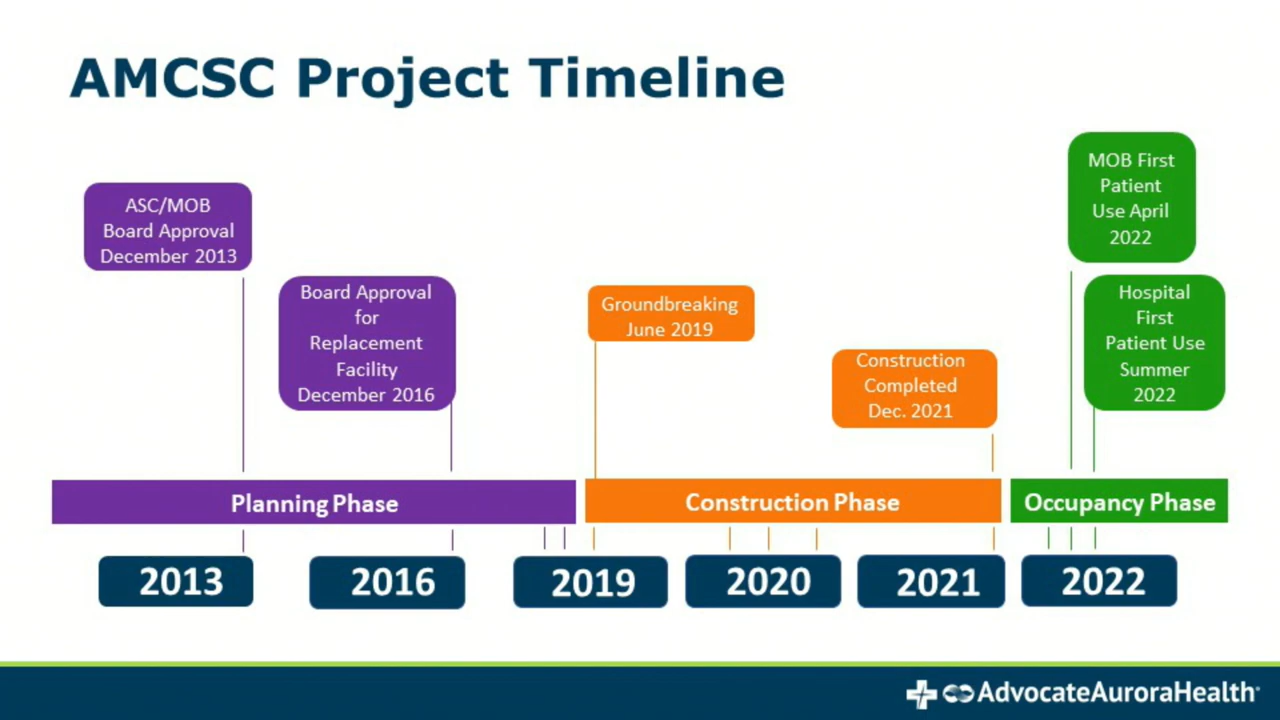 AMCSC Project Timeline
ASC/MOB
Board Approval
December 2013
Board Approval
for
Replacement
Facility
December 2016
Groundbreaking
June 2019
Construction
Completed
Dec. 2021
MOB First
Patient
Use April
2022
Hospital
First
Patient Use
Summer
2022
Planning Phase
Construction Phase
Occupancy Phase
2013
2016
2019
2020
2021
2022
AdvocateAuroraHealth